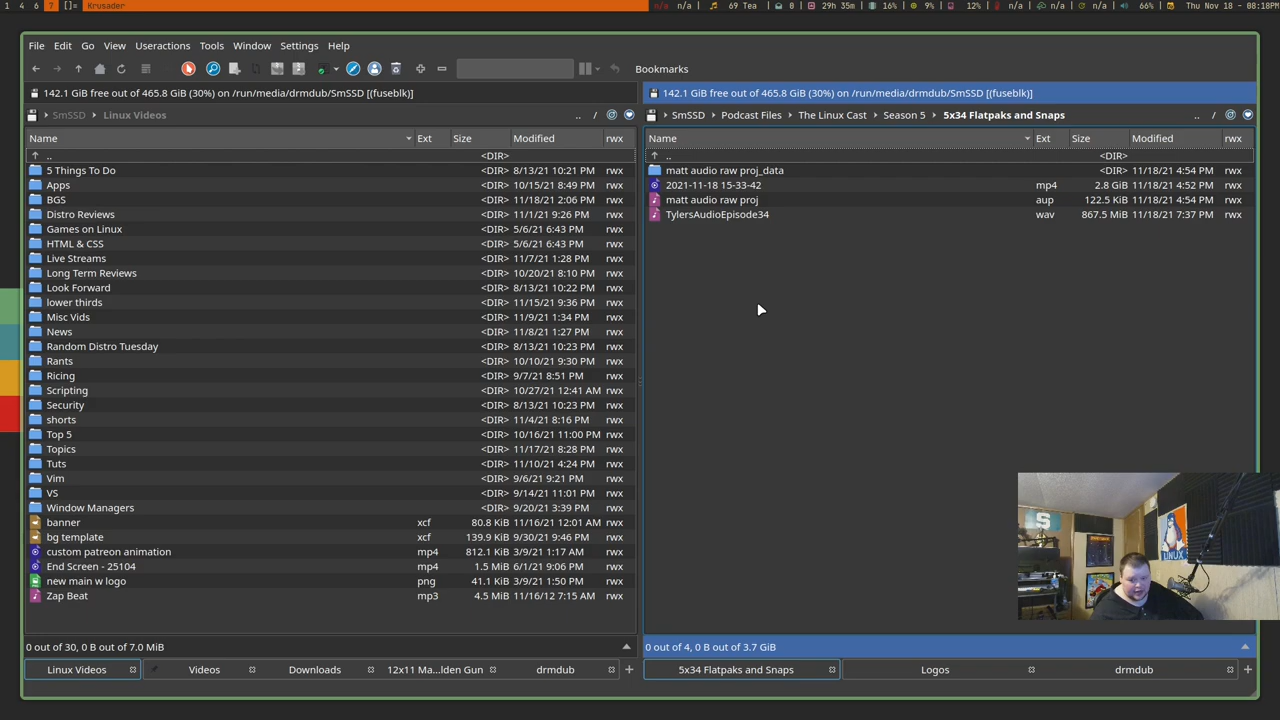 1 4 6 7 []= Krusader n/a n/a 69 Tea 0 29h 35m 16% 9% 12% n/a n/a n/a 66% Thu Nov 18 - 08:18PM
File Edit Go View Useractions Tools Window Settings Help
Bookmarks
142.1 GiB free out of 465.8 GiB (30%) on /run/media/drmdub/SmSSD [(fuseblk)]
142.1 GiB free out of 465.8 GiB (30%) on /run/media/drmdub/SmSSD [(fuseblk)]
SmSSD > Linux Videos .. /
SmSSD > Podcast Files > The Linux Cast > Season 5 > 5x34 Flatpaks and Snaps .. /
Name Ext Size Modified rwx
Name Ext Size Modified rwx
.. <DIR>
5 Things To Do <DIR> 8/13/21 10:21 PM rwx
Apps <DIR> 10/15/21 8:49 PM rwx
BGS <DIR> 11/18/21 2:06 PM rwx
Distro Reviews <DIR> 11/1/21 9:26 PM rwx
Games on Linux <DIR> 5/6/21 6:43 PM rwx
HTML & CSS <DIR> 5/6/21 6:43 PM rwx
Live Streams <DIR> 11/7/21 1:28 PM rwx
Long Term Reviews <DIR> 10/20/21 8:10 PM rwx
Look Forward <DIR> 8/13/21 10:22 PM rwx
lower thirds <DIR> 11/15/21 9:36 PM rwx
Misc Vids <DIR> 11/9/21 1:34 PM rwx
News <DIR> 11/8/21 1:27 PM rwx
Random Distro Tuesday <DIR> 8/13/21 10:23 PM rwx
Rants <DIR> 10/10/21 9:30 PM rwx
Ricing <DIR> 9/7/21 8:51 PM rwx
Scripting <DIR> 10/27/21 12:41 AM rwx
Security <DIR> 8/13/21 10:23 PM rwx
shorts <DIR> 11/4/21 8:16 PM rwx
Top 5 <DIR> 10/16/21 11:00 PM rwx
Topics <DIR> 11/17/21 8:28 PM rwx
Tuts <DIR> 11/10/21 4:24 PM rwx
Vim <DIR> 9/6/21 9:21 PM rwx
VS <DIR> 9/14/21 11:01 PM rwx
Window Managers <DIR> 9/20/21 3:39 PM rwx
banner xcf 80.8 KiB 11/16/21 12:01 AM rwx
bg template xcf 139.9 KiB 9/30/21 9:46 PM rwx
custom patreon animation mp4 812.1 KiB 3/9/21 1:17 AM rwx
End Screen - 25104 mp4 1.5 MiB 6/1/21 9:06 PM rwx
new main w logo png 41.1 KiB 3/9/21 1:50 PM rwx
Zap Beat mp3 4.5 MiB 11/16/12 7:15 AM rwx
.. <DIR>
matt audio raw proj_data <DIR> 11/18/21 4:54 PM rwx
2021-11-18 15-33-42 mp4 2.8 GiB 11/18/21 4:52 PM rwx
matt audio raw proj aup 122.5 KiB 11/18/21 4:54 PM rwx
TylersAudioEpisode34 wav 867.5 MiB 11/18/21 7:37 PM rwx
S
LINUX
0 out of 30, 0 B out of 7.0 MiB
0 out of 4, 0 B out of 3.7 GiB
Linux Videos Videos Downloads 12x11 Ma...lden Gun drmdub +
5x34 Flatpaks and Snaps Logos drmdub +